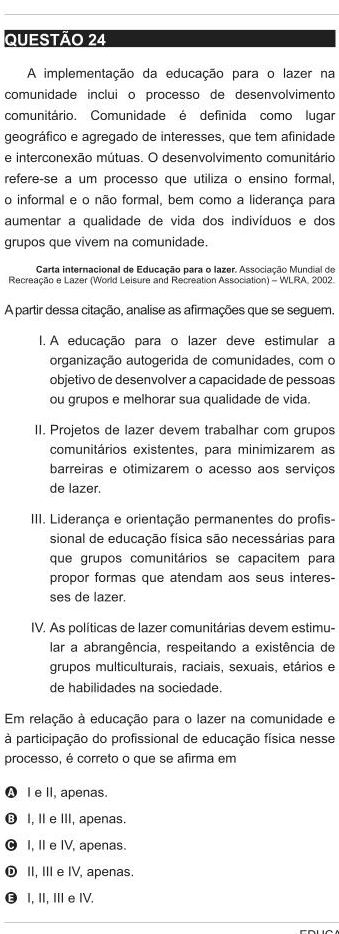 QUESTÃO 24
A implementação da educação para o lazer na
comunidade inclui o processo de desenvolvimento
comunitário. Comunidade é definida como lugar
geográfico e agregado de interesses, que tem afinidade
e interconexão mútuas. O desenvolvimento comunitário
refere-se a um processo que utiliza o ensino formal,
o informal e o não formal, bem como a liderança para
aumentar a qualidade de vida dos indivíduos e dos
grupos que vivem na comunidade.
Carta internacional de Educação para o lazer. Associação Mundial de
Recreação e Lazer (World Leisure and Recreation Association) – WLRA, 2002.
A partir dessa citação, analise as afirmações que se seguem.
I. A educação para o lazer deve estimular a
organização autogerida de comunidades, com o
objetivo de desenvolver a capacidade de pessoas
ou grupos e melhorar sua qualidade de vida.
II. Projetos de lazer devem trabalhar com grupos
comunitários existentes, para minimizarem as
barreiras e otimizarem o acesso aos serviços
de lazer.
III. Liderança e orientação permanentes do profis-
sional de educação física são necessárias para
que grupos comunitários se capacitem para
propor formas que atendam aos seus interes-
ses de lazer.
IV. As políticas de lazer comunitárias devem estimu-
lar a abrangência, respeitando a existência de
grupos multiculturais, raciais, sexuais, etários e
de habilidades na sociedade.
Em relação à educação para o lazer na comunidade e
à participação do profissional de educação física nesse
processo, é correto o que se afirma em
A I e II, apenas.
B I, II e III, apenas.
C I, II e IV, apenas.
D II, III e IV, apenas.
E I, II, III e IV.